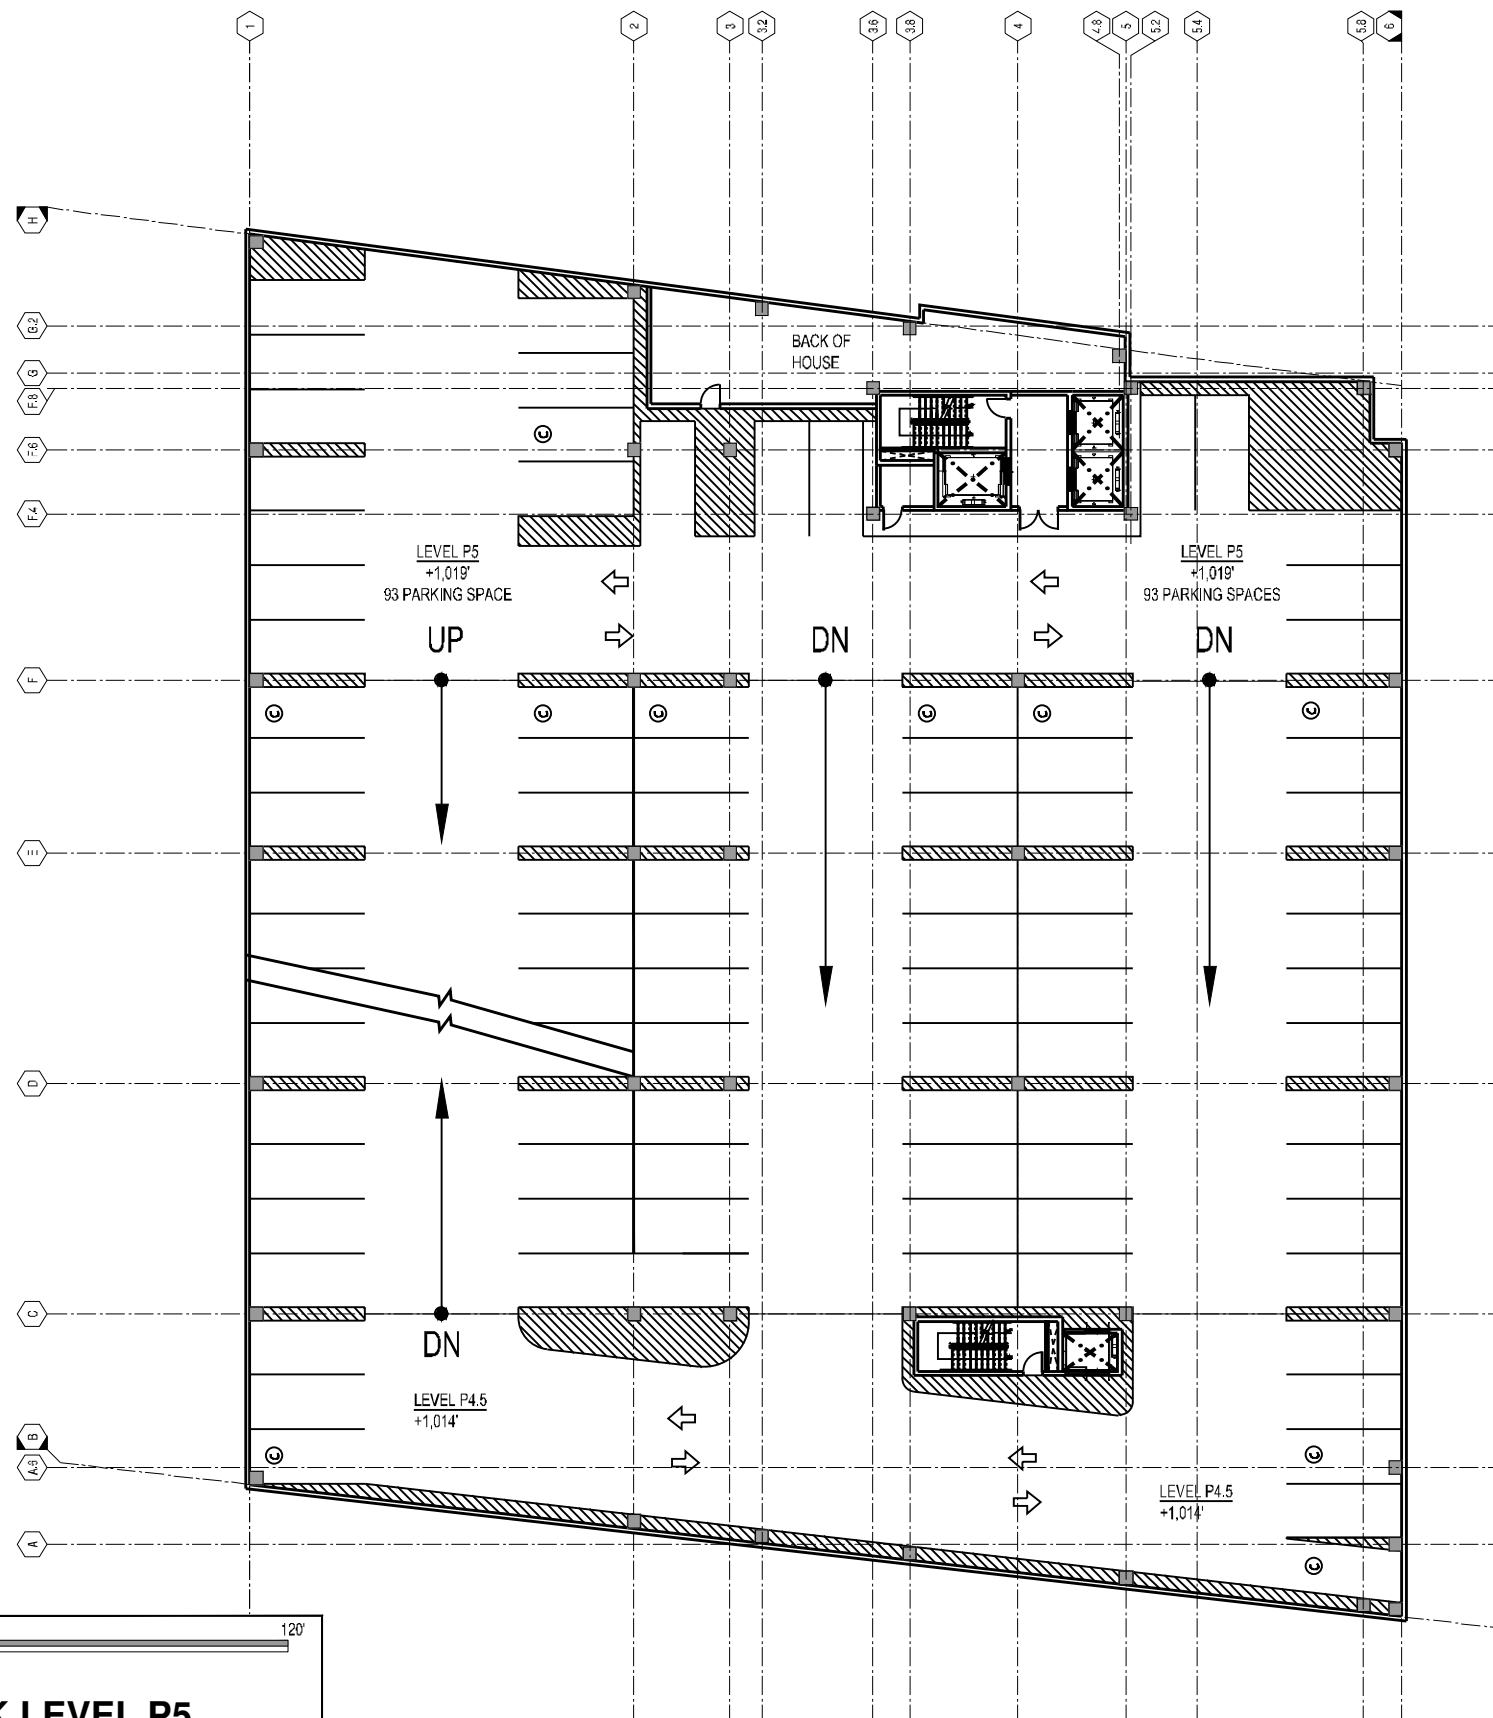 1 2 3 3.2 3.6 3.8 4 4.8 5 5.2 5.4 5.8 6
H
G.2
G
F.8
F.6
F.4
F
E
D
C
B
A.9
A
BACK OF
HOUSE
C
LEVEL P5
+1,019'
93 PARKING SPACE
LEVEL P5
+1,019'
93 PARKING SPACES
UP
DN
DN
C C C C C C
DN
LEVEL P4.5
+1,014'
C
C
LEVEL P4.5
+1,014'
C
120'
LEVEL P5